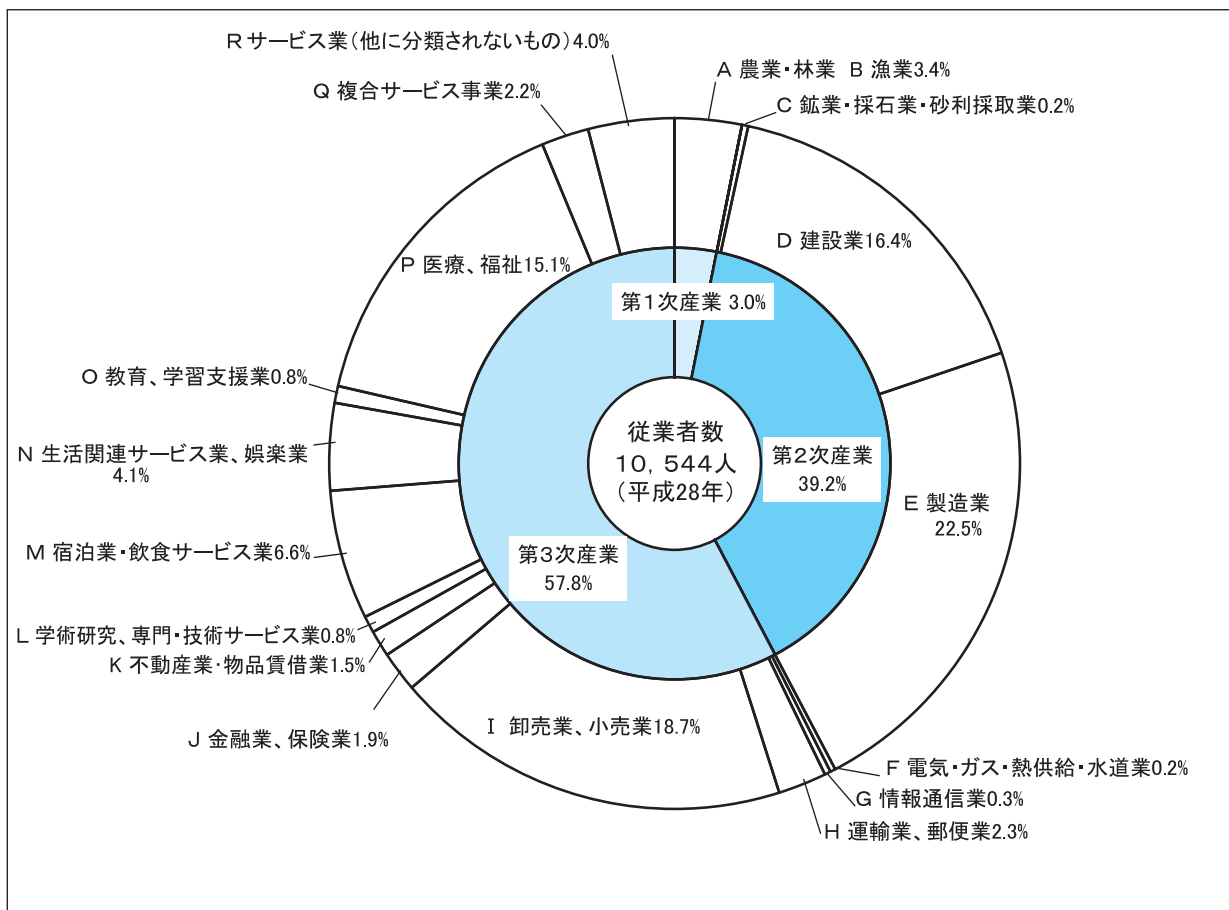 R サービス業(他に分類されないもの)4.0%
Q 複合サービス事業2.2%
A 農業・林業 B 漁業3.4%
C 鉱業・採石業・砂利採取業0.2%
D 建設業16.4%
P 医療、福祉15.1%
第1次産業 3.0%
O 教育、学習支援業0.8%
従業者数
10,544人
(平成28年)
第2次産業
39.2%
N 生活関連サービス業、娯楽業
4.1%
E 製造業
22.5%
M 宿泊業・飲食サービス業6.6%
第3次産業
57.8%
L 学術研究、専門・技術サービス業0.8%
K 不動産業・物品賃借業1.5%
J 金融業、保険業1.9%
I 卸売業、小売業18.7%
F 電気・ガス・熱供給・水道業0.2%
G 情報通信業0.3%
H 運輸業、郵便業2.3%